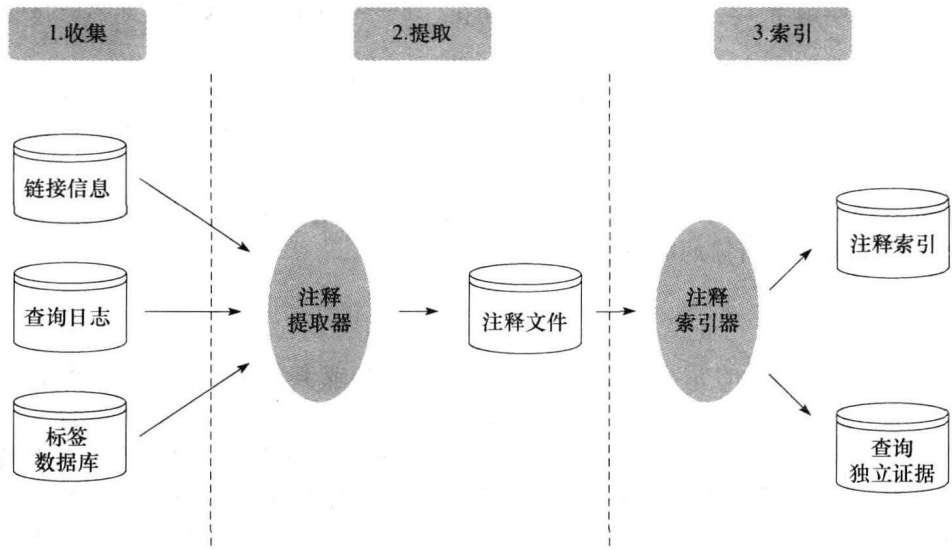 1.收集
2.提取
3.索引
链接信息
查询日志
标签
数据库
注释
提取器
注释文件
注释
索引器
注释索引
查询
独立证据